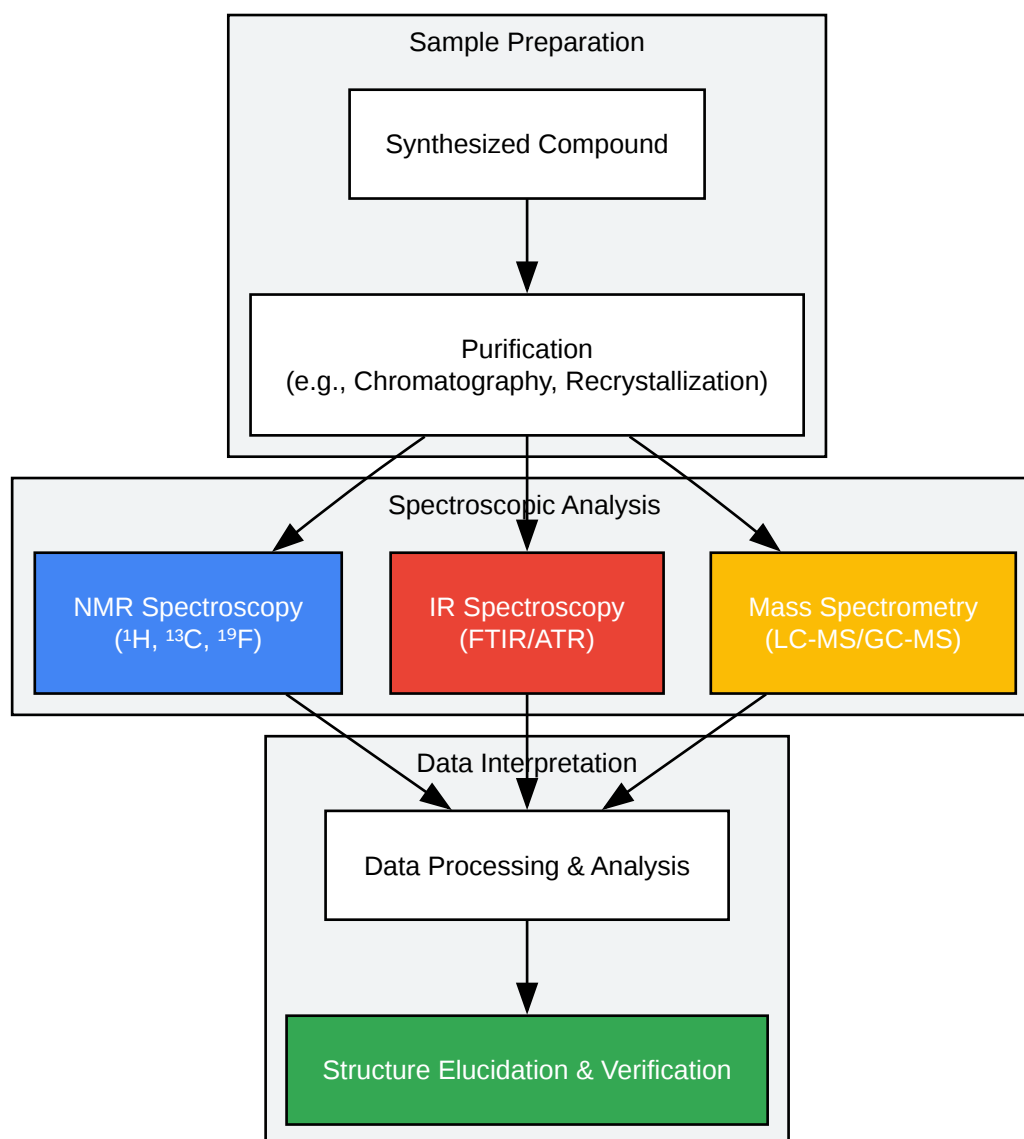 Sample Preparation
Synthesized Compound
Purification
(e.g., Chromatography, Recrystallization)
Spectroscopic Analysis
NMR Spectroscopy
(¹H, ¹³C, ¹⁹F)
IR Spectroscopy
(FTIR/ATR)
Mass Spectrometry
(LC-MS/GC-MS)
Data Interpretation
Data Processing & Analysis
Structure Elucidation & Verification